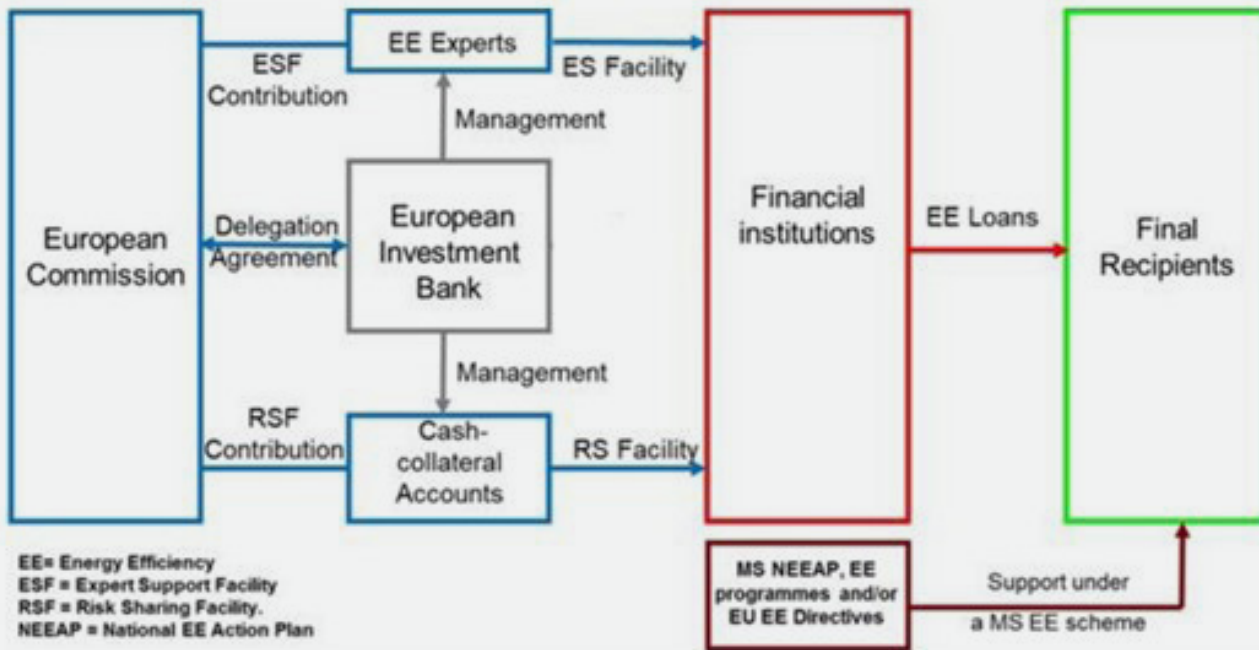 European
Commission
ESF
Contribution
Delegation
Agreement
RSF
Contribution
EE Experts
Management
European
Investment
Bank
Management
Cash-
collateral
Accounts
ES Facility
RS Facility
Financial
institutions
EE Loans
Final
Recipients
EE= Energy Efficiency
ESF = Expert Support Facility
RSF = Risk Sharing Facility.
NEEAP = National EE Action Plan
MS NEEAP, EE
programmes and/or
EU EE Directives
Support under
a MS EE scheme